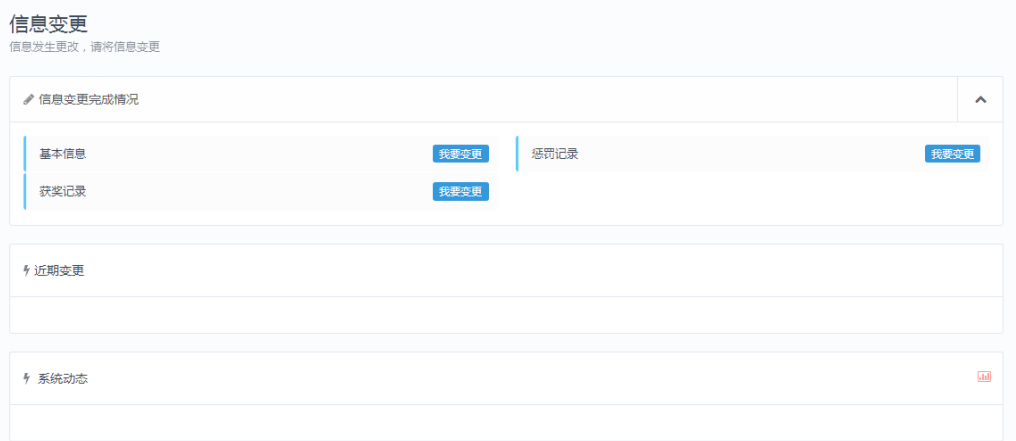 信息变更
信息发生更改，请将信息变更
信息变更完成情况
基本信息 我要变更 惩罚记录 我要变更
获奖记录 我要变更
近期变更
系统动态